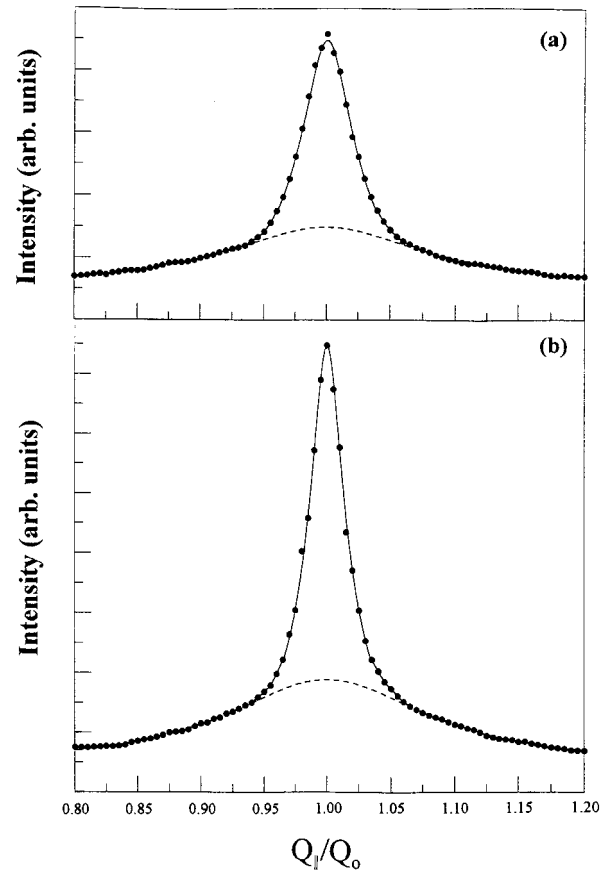 (a)
Intensity (arb. units)
(b)
Intensity (arb. units)
0.80 0.85 0.90 0.95 1.00 1.05 1.10 1.15 1.20
Q∥/Qo